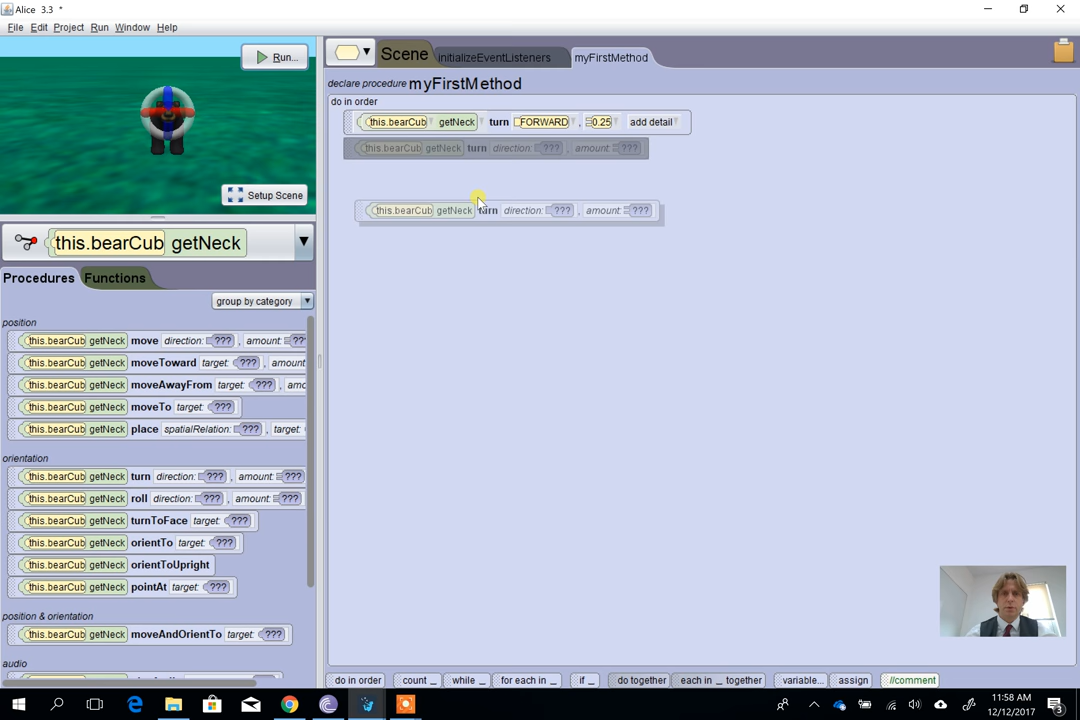 Alice 3.3 *
File Edit Project Run Window Help
Run...
Scene initializeEventListeners myFirstMethod
declare procedure myFirstMethod
do in order
this.bearCub getNeck turn FORWARD , 0.25 add detail
this.bearCub getNeck turn direction: ??? , amount: ???
Setup Scene
this.bearCub getNeck turn direction: ??? , amount: ???
this.bearCub getNeck
Procedures Functions
group by category
position
this.bearCub getNeck move direction: ??? , amount: ??
this.bearCub getNeck moveToward target: ??? , amount
this.bearCub getNeck moveAwayFrom target: ??? , amo
this.bearCub getNeck moveTo target: ???
this.bearCub getNeck place spatialRelation: ??? , target:
orientation
this.bearCub getNeck turn direction: ??? , amount: ???
this.bearCub getNeck roll direction: ??? , amount: ???
this.bearCub getNeck turnToFace target: ???
this.bearCub getNeck orientTo target: ???
this.bearCub getNeck orientToUpright
this.bearCub getNeck pointAt target: ???
position & orientation
this.bearCub getNeck moveAndOrientTo target: ???
audio
do in order count _ while _ for each in _ if _ do together each in _ together variable... assign //comment
11:58 AM
12/12/2017
3